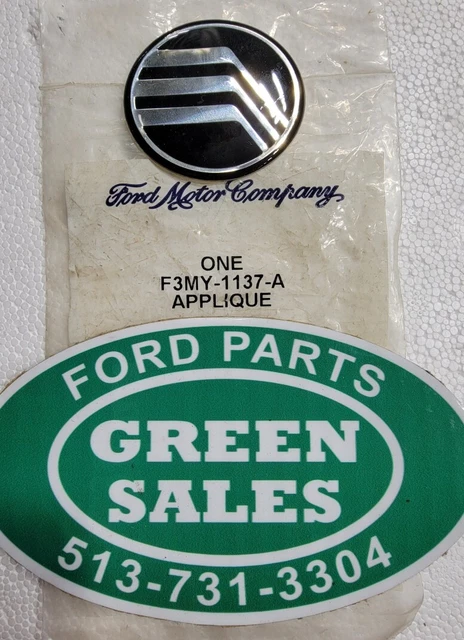 Ford Motor Company,
ONE
F3MY-1137-A
APPLIQUE
FORD PARTS
GREEN
SALES
513-731-3304